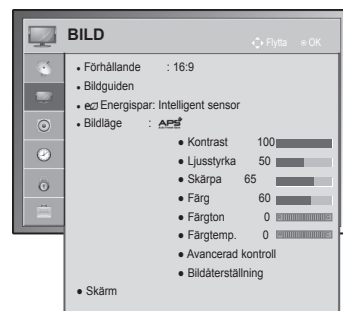 BILD
Flytta OK
• Förhållande : 16:9
• Bildguiden
• Energispar: Intelligent sensor
• Bildläge : APS
• Kontrast 100
• Ljusstyrka 50
• Skärpa 65
• Färg 60
• Färgton 0
• Färgtemp. 0
• Avancerad kontroll
• Bildåterställning
• Skärm